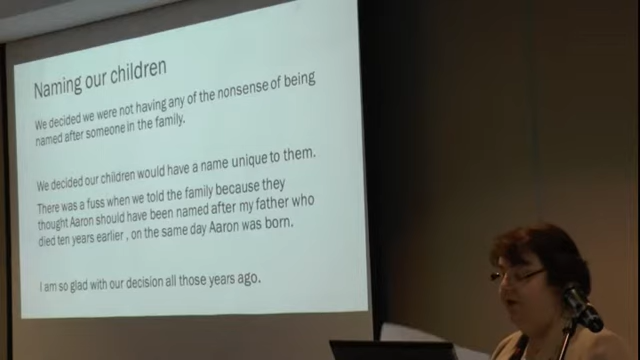 Naming our children
We decided we were not having any of the nonsense of being
named after someone in the family.
We decided our children would have a name unique to them.
There was a fuss when we told the family because they
thought Aaron should have been named after my father who
died ten years earlier , on the same day Aaron was born.
I am so glad with our decision all those years ago.